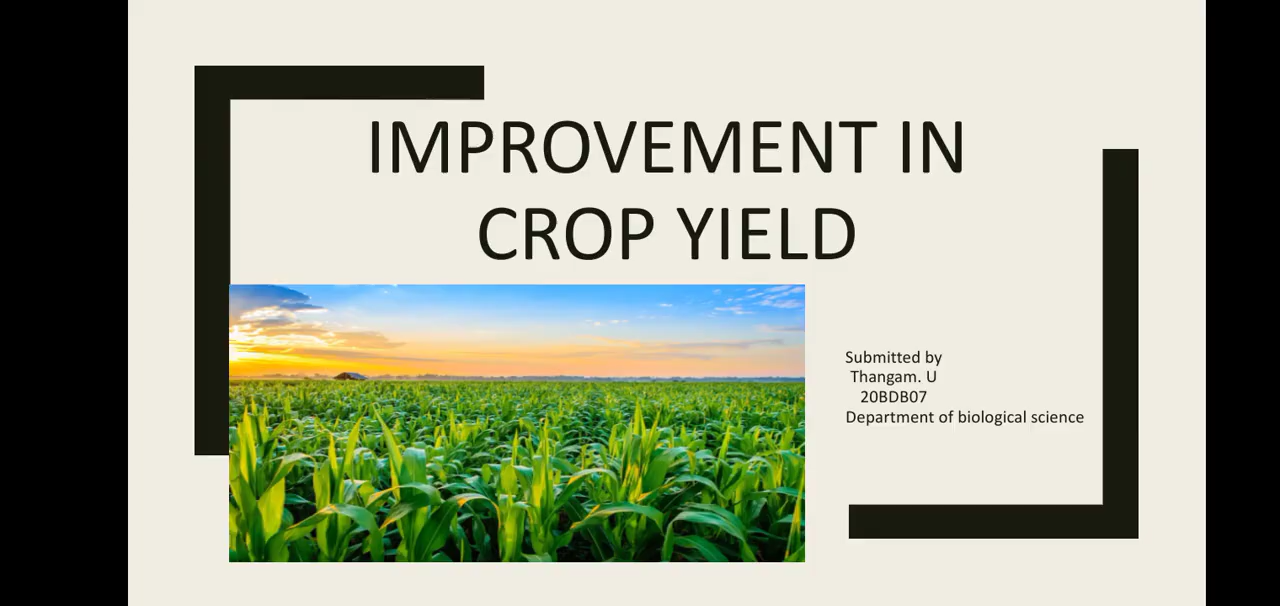 IMPROVEMENT IN
CROP YIELD
Submitted by
Thangam. U
20BDB07
Department of biological science